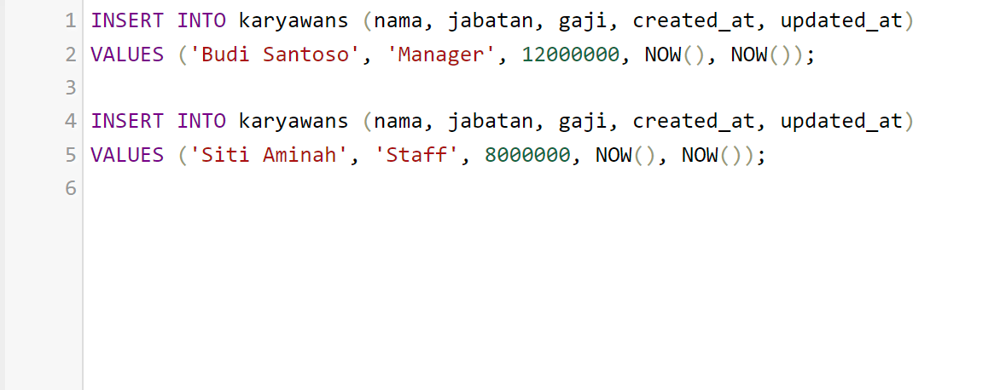 1 INSERT INTO karyawans (nama, jabatan, gaji, created_at, updated_at)
2 VALUES ('Budi Santoso', 'Manager', 12000000, NOW(), NOW());
3
4 INSERT INTO karyawans (nama, jabatan, gaji, created_at, updated_at)
5 VALUES ('Siti Aminah', 'Staff', 8000000, NOW(), NOW());
6